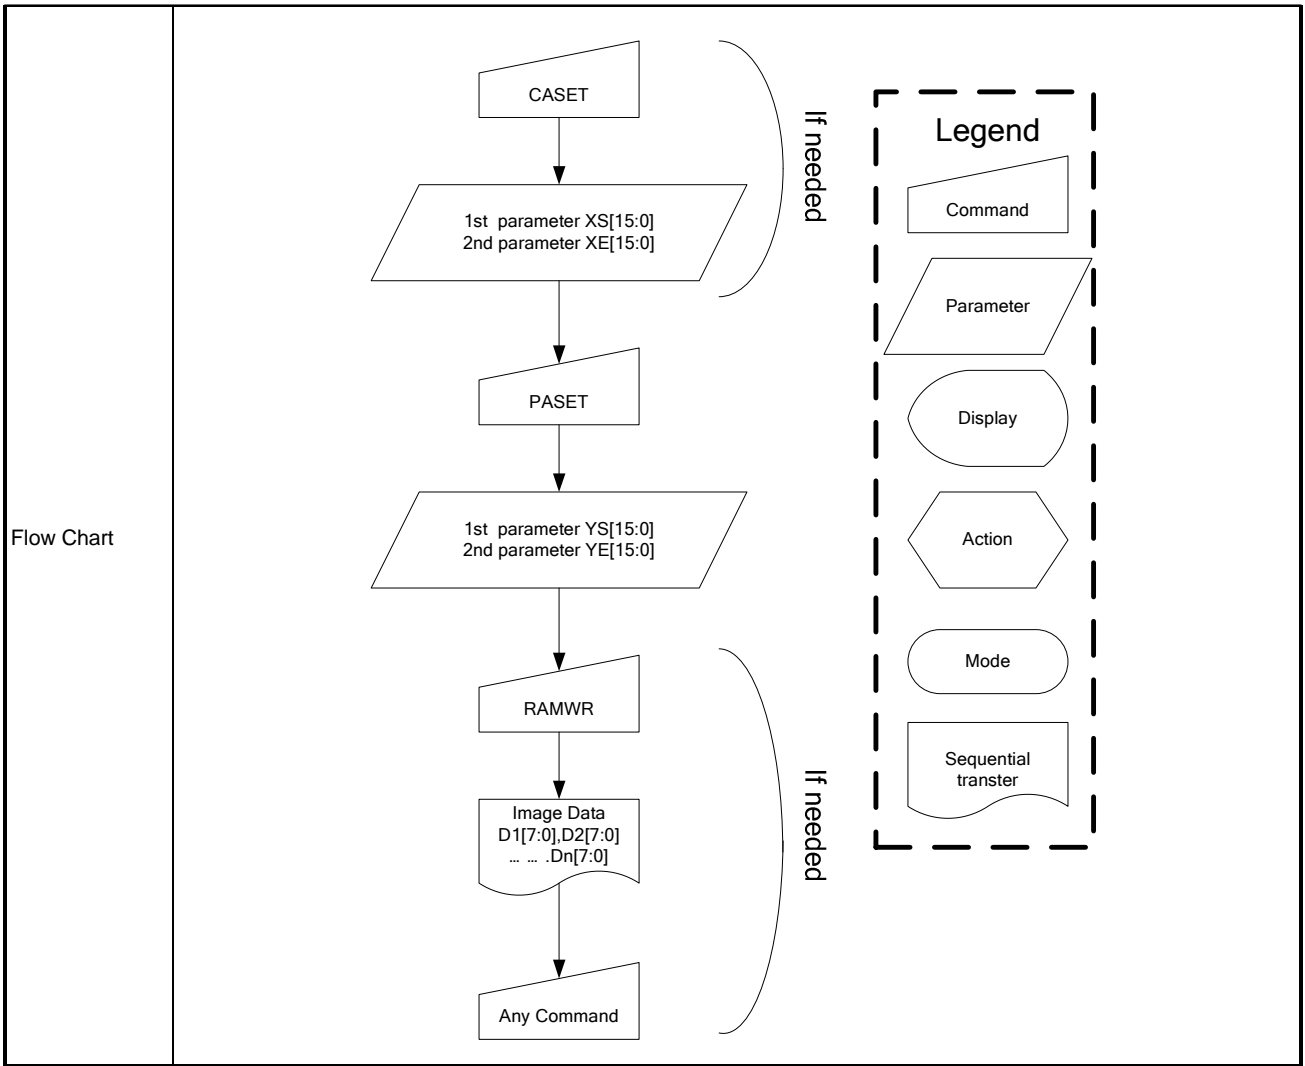 Flow Chart
CASET
1st  parameter XS[15:0]
2nd parameter XE[15:0]
If needed
PASET
1st  parameter YS[15:0]
2nd parameter YE[15:0]
RAMWR
Image Data
D1[7:0],D2[7:0]
... ... .Dn[7:0]
Any Command
If needed
Legend
Command
Parameter
Display
Action
Mode
Sequential
transter